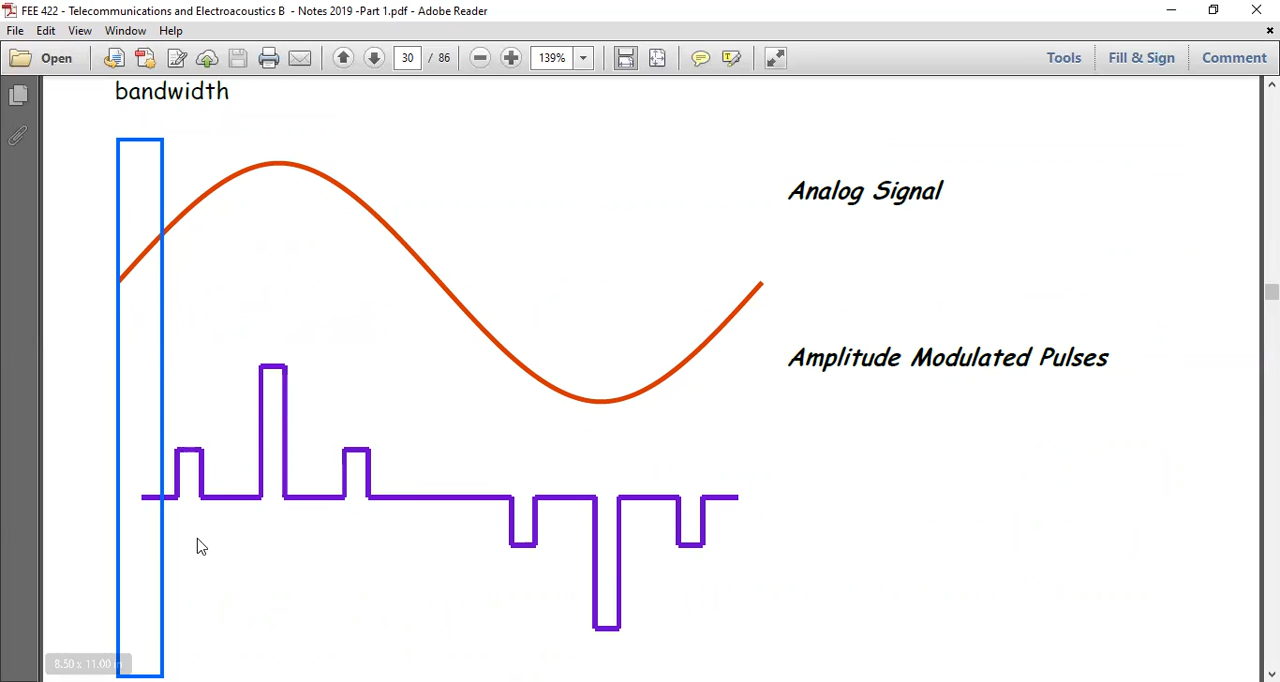 FEE 422 - Telecommunications and Electroacoustics B - Notes 2019 -Part 1.pdf - Adobe Reader
File Edit View Window Help
Open 30 / 86 139% Tools Fill & Sign Comment
bandwidth
Analog Signal
Amplitude Modulated Pulses
8.50 x 11.00 in